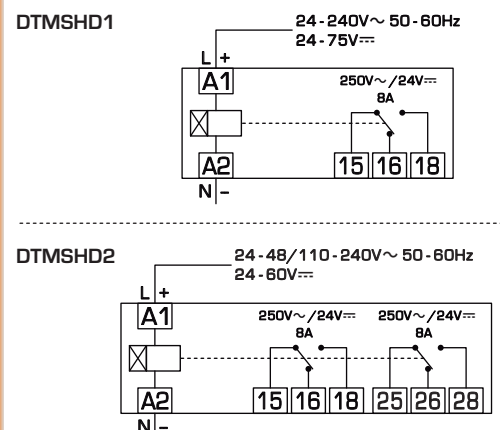 DTMSHD1
24-240V~ 50-60Hz
24-75V⎓
L +
A1
250V~/24V⎓
8A
A2
15 16 18
N -
DTMSHD2
24-48/110-240V~ 50-60Hz
24-60V⎓
L +
A1
250V~/24V⎓ 250V~/24V⎓
8A 8A
A2
15 16 18 25 26 28
N -